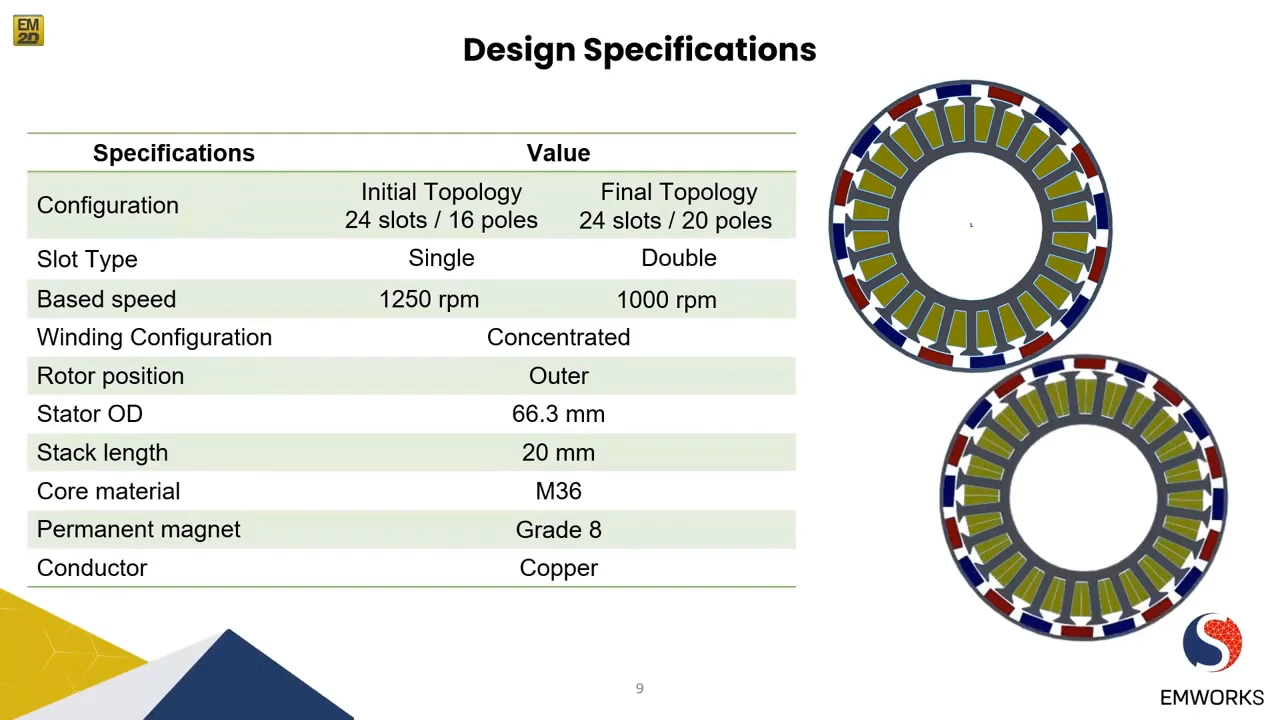 EM
2D
Design Specifications
Specifications Value
Configuration
Initial Topology
24 slots / 16 poles
Final Topology
24 slots / 20 poles
Slot Type Single Double
Based speed 1250 rpm 1000 rpm
Winding Configuration Concentrated
Rotor position Outer
Stator OD 66.3 mm
Stack length 20 mm
Core material M36
Permanent magnet Grade 8
Conductor Copper
9
EMWORKS